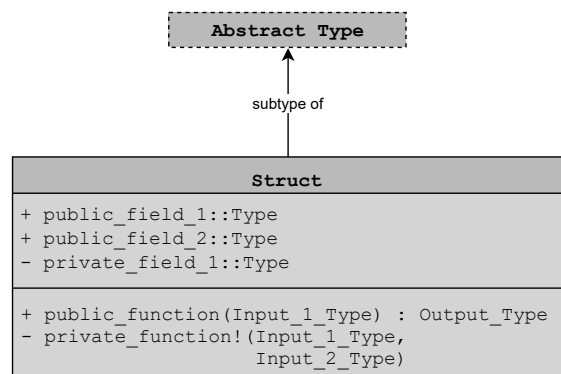 Abstract Type
subtype of
Struct
+ public_field_1::Type
+ public_field_2::Type
- private_field_1::Type
+ public_function(Input_1_Type) : Output_Type
- private_function!(Input_1_Type,
Input_2_Type)